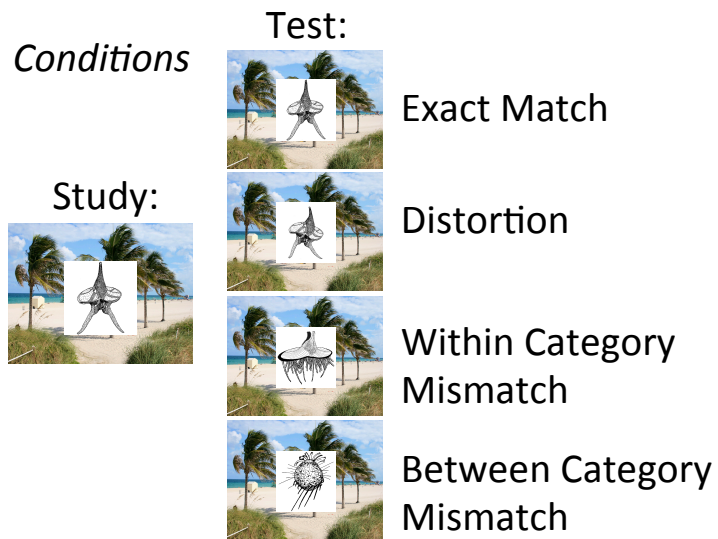 Conditions
Test:
Exact Match
Study:
Distortion
Within Category
Mismatch
Between Category
Mismatch